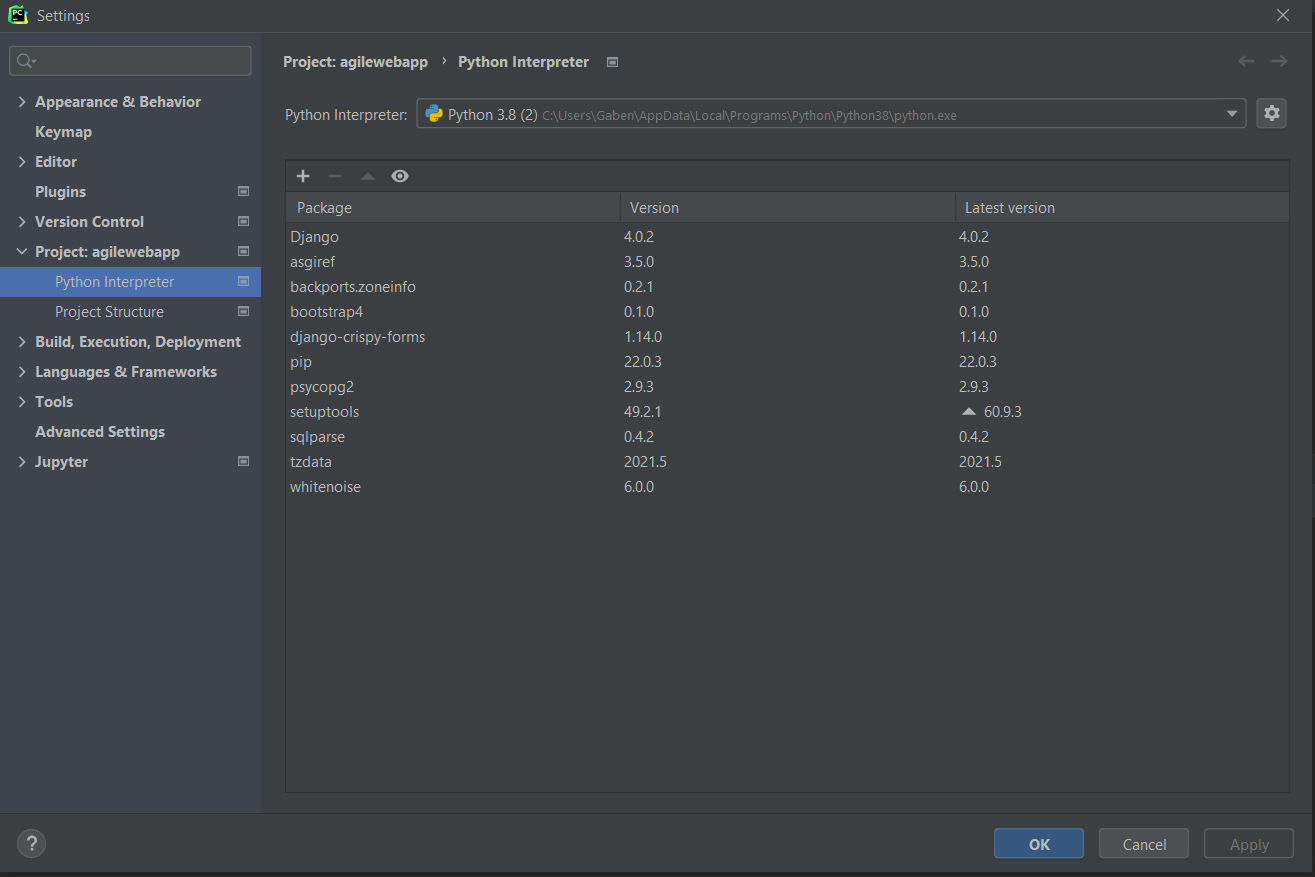 PC
Settings
Project: agilewebapp › Python Interpreter
Appearance & Behavior
Keymap
Editor
Plugins
Version Control
Project: agilewebapp
Python Interpreter
Project Structure
Build, Execution, Deployment
Languages & Frameworks
Tools
Advanced Settings
Jupyter
Python Interpreter: Python 3.8 (2) C:\Users\Gaben\AppData\Local\Programs\Python\Python38\python.exe
Package Version Latest version
Django 4.0.2 4.0.2
asgiref 3.5.0 3.5.0
backports.zoneinfo 0.2.1 0.2.1
bootstrap4 0.1.0 0.1.0
django-crispy-forms 1.14.0 1.14.0
pip 22.0.3 22.0.3
psycopg2 2.9.3 2.9.3
setuptools 49.2.1 60.9.3
sqlparse 0.4.2 0.4.2
tzdata 2021.5 2021.5
whitenoise 6.0.0 6.0.0
?
OK Cancel Apply